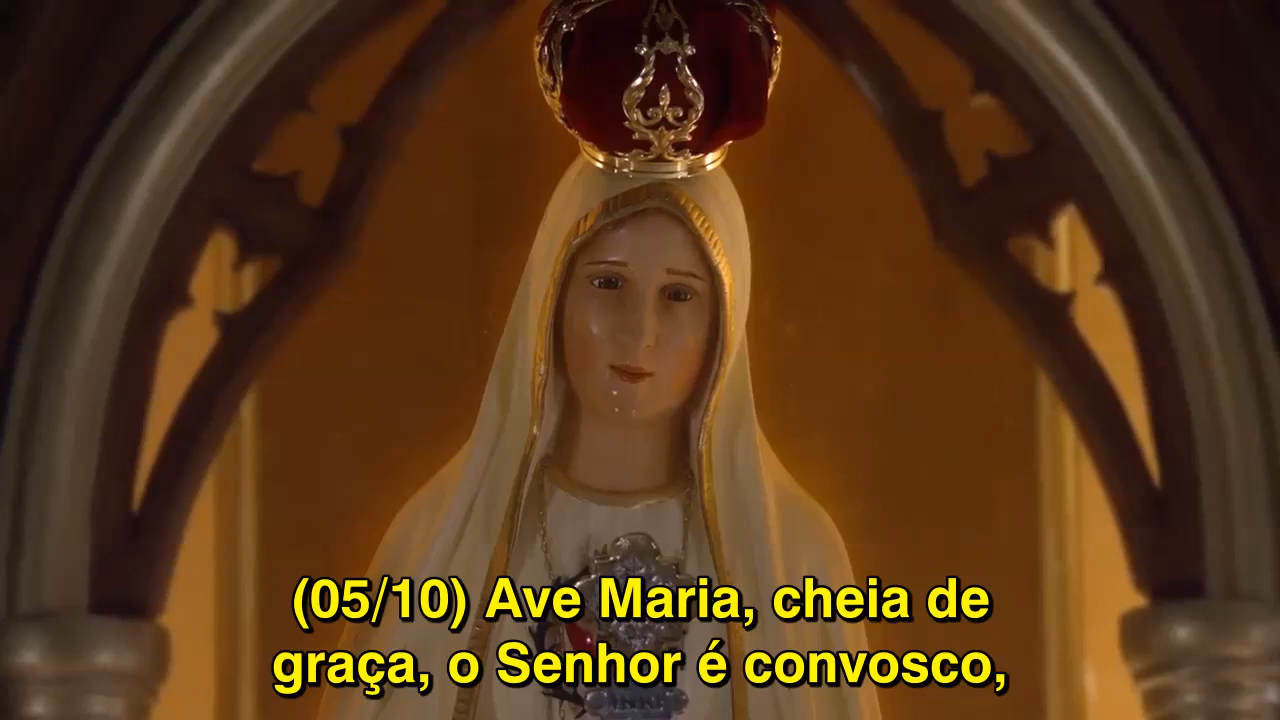 (05/10) Ave Maria, cheia de
graça, o Senhor é convosco,